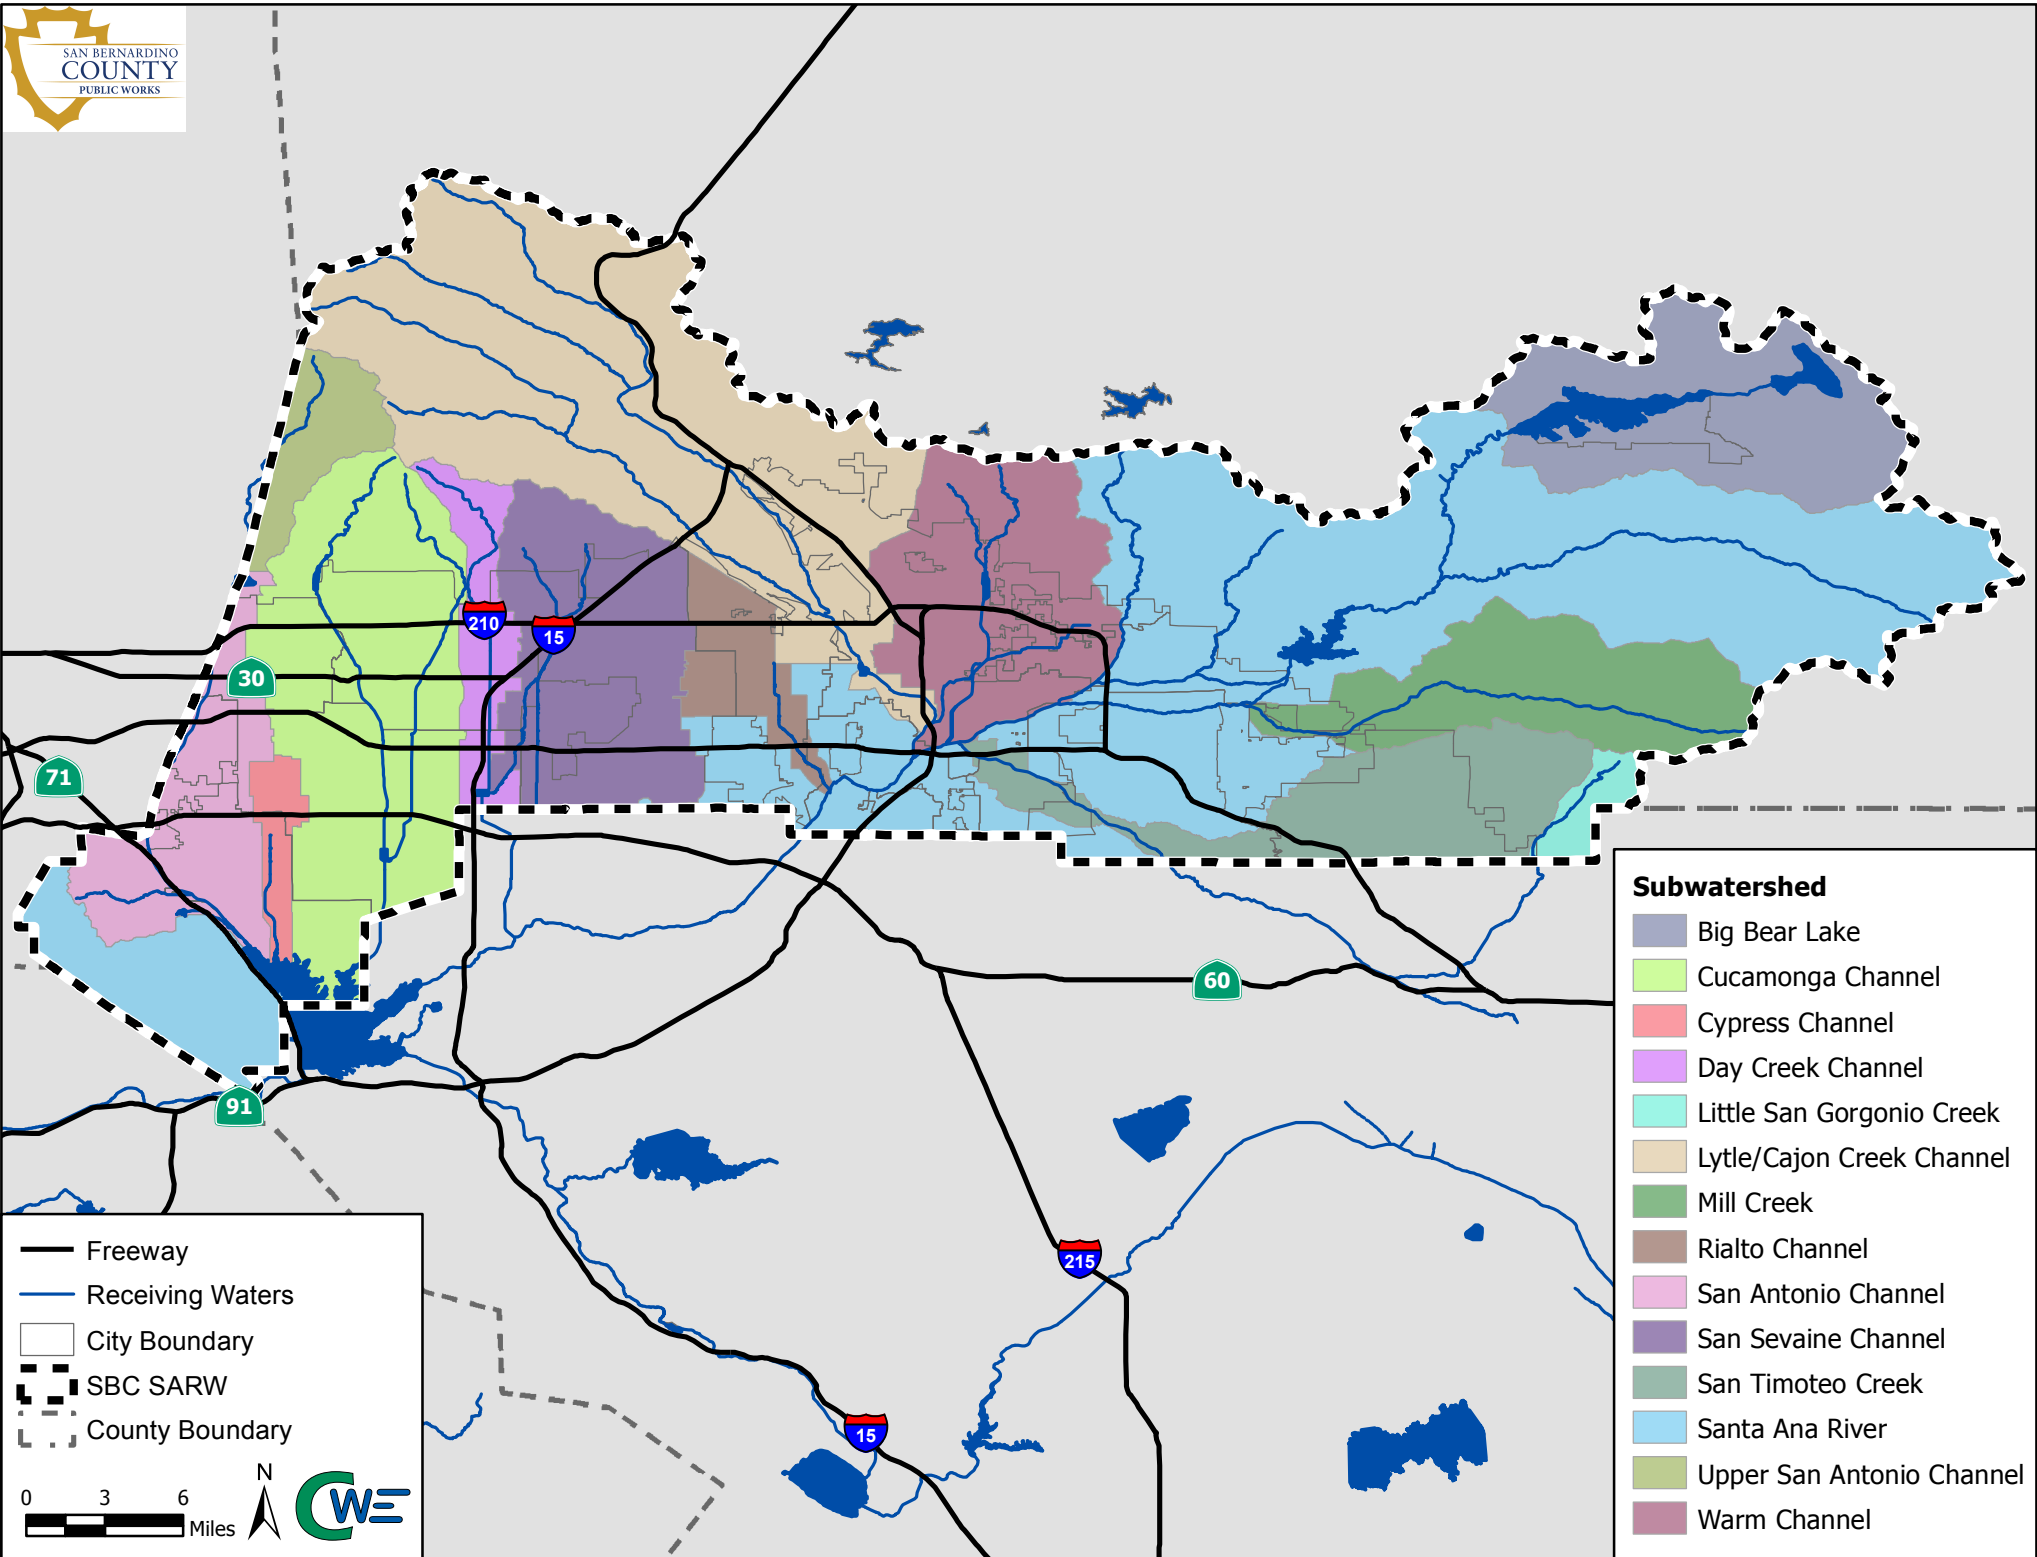 SAN BERNARDINO
COUNTY
PUBLIC WORKS
210
15
30
71
60
91
215
15
Subwatershed
Big Bear Lake
Cucamonga Channel
Cypress Channel
Day Creek Channel
Little San Gorgonio Creek
Lytle/Cajon Creek Channel
Mill Creek
Rialto Channel
San Antonio Channel
San Sevaine Channel
San Timoteo Creek
Santa Ana River
Upper San Antonio Channel
Warm Channel
Freeway
Receiving Waters
City Boundary
SBC SARW
County Boundary
0 3 6
Miles
N
CWE